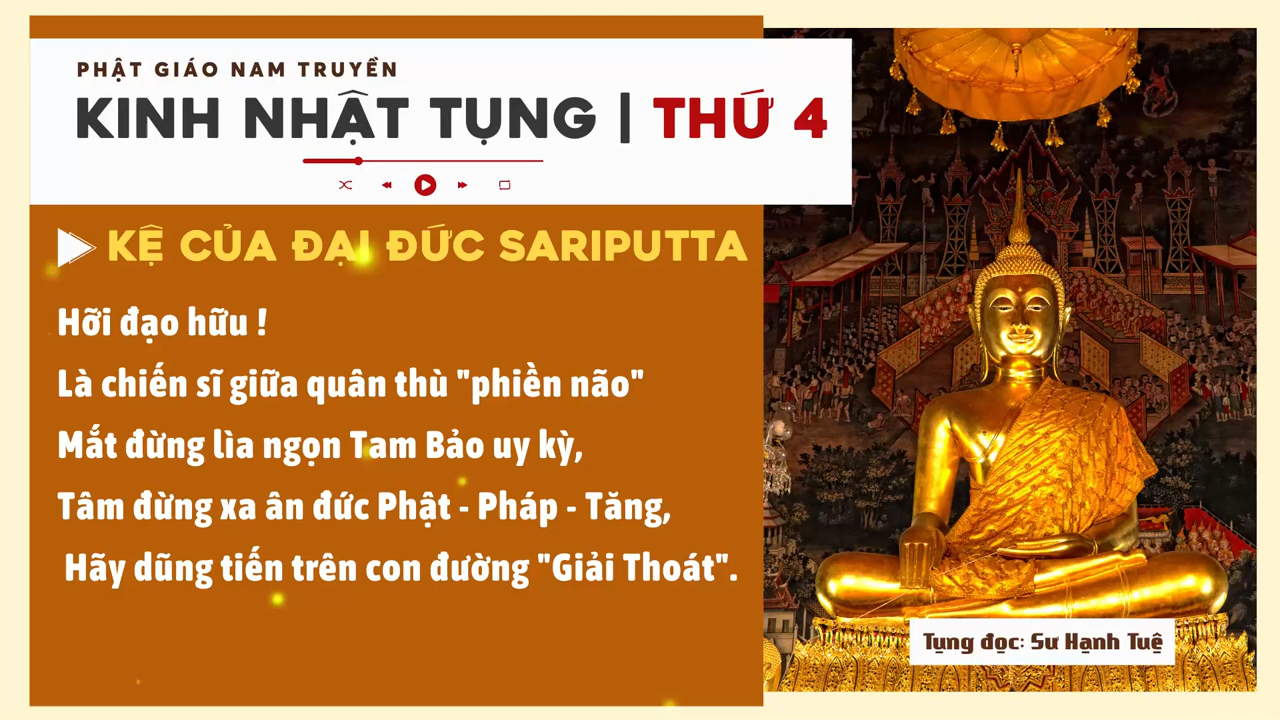 PHẬT GIÁO NAM TRUYỀN
KINH NHẬT TỤNG | THỨ 4
KỆ CỦA ĐẠI ĐỨC SARIPUTTA
Hỡi đạo hữu !
Là chiến sĩ giữa quân thù "phiền não"
Mắt đừng lìa ngọn Tam Bảo uy kỳ,
Tâm đừng xa ân đức Phật - Pháp - Tăng,
Hãy dũng tiến trên con đường "Giải Thoát".
Tụng đọc: Sư Hạnh Tuệ